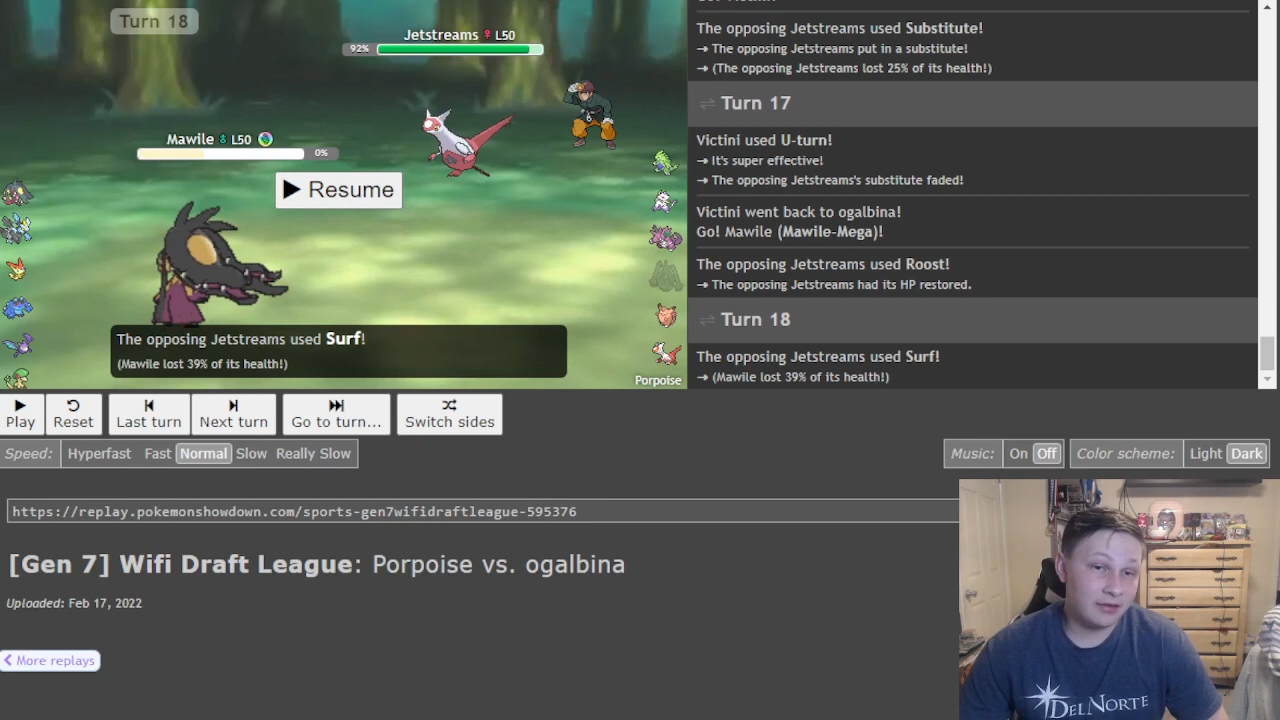 Turn 18
Jetstreams L50
92%
Mawile L50
0%
Resume
The opposing Jetstreams used Surf!
(Mawile lost 39% of its health!)
Porpoise
The opposing Jetstreams used Substitute!
→ The opposing Jetstreams put in a substitute!
→ (The opposing Jetstreams lost 25% of its health!)
Turn 17
Victini used U-turn!
→ It's super effective!
→ The opposing Jetstreams's substitute faded!
Victini went back to ogalbina!
Go! Mawile (Mawile-Mega)!
The opposing Jetstreams used Roost!
→ The opposing Jetstreams had its HP restored.
Turn 18
The opposing Jetstreams used Surf!
→ (Mawile lost 39% of its health!)
Play Reset Last turn Next turn Go to turn... Switch sides
Speed: Hyperfast Fast Normal Slow Really Slow
Music: On Off Color scheme: Light Dark
https://replay.pokemonshowdown.com/sports-gen7wifidraftleague-595376
[Gen 7] Wifi Draft League: Porpoise vs. ogalbina
Uploaded: Feb 17, 2022
More replays
DEL NORTE